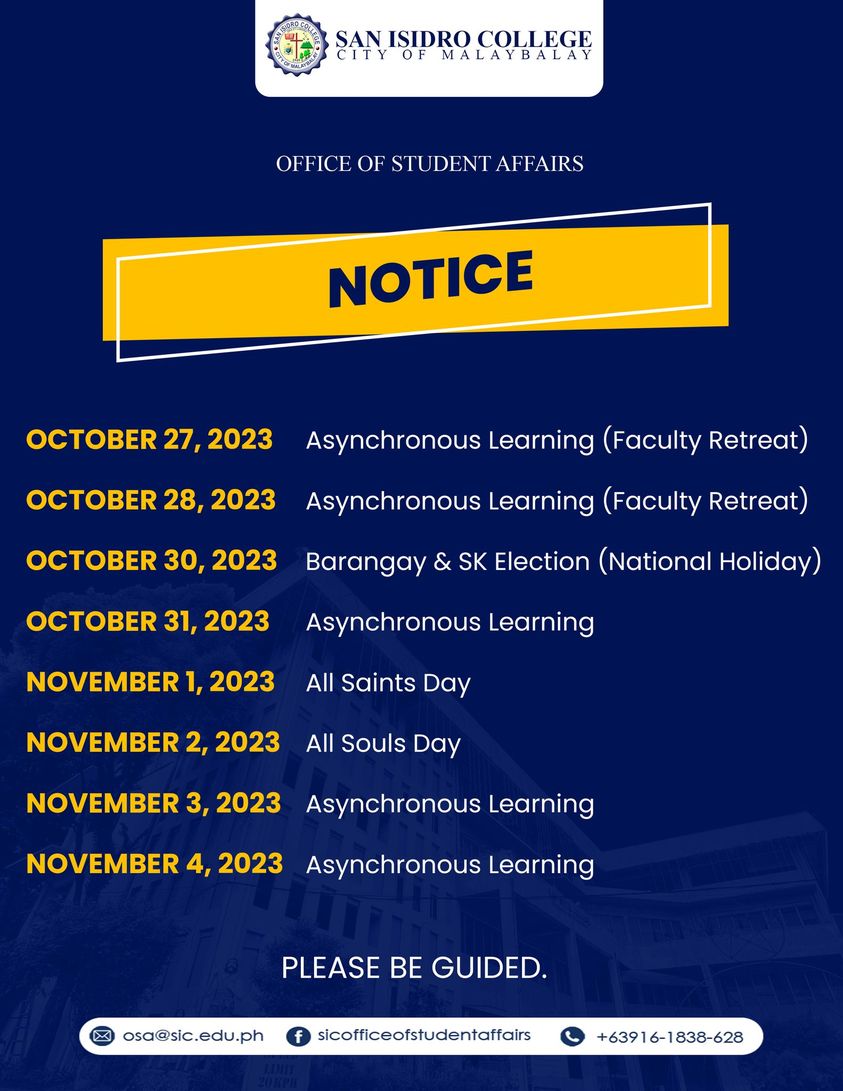 SAN ISIDRO COLLEGE
CITY OF MALAYBALAY
OFFICE OF STUDENT AFFAIRS
NOTICE
OCTOBER 27, 2023 Asynchronous Learning (Faculty Retreat)
OCTOBER 28, 2023 Asynchronous Learning (Faculty Retreat)
OCTOBER 30, 2023 Barangay & SK Election (National Holiday)
OCTOBER 31, 2023 Asynchronous Learning
NOVEMBER 1, 2023 All Saints Day
NOVEMBER 2, 2023 All Souls Day
NOVEMBER 3, 2023 Asynchronous Learning
NOVEMBER 4, 2023 Asynchronous Learning
PLEASE BE GUIDED.
osa@sic.edu.ph sicofficeofstudentaffairs +63916-1838-628
LIMIT
20 KPH